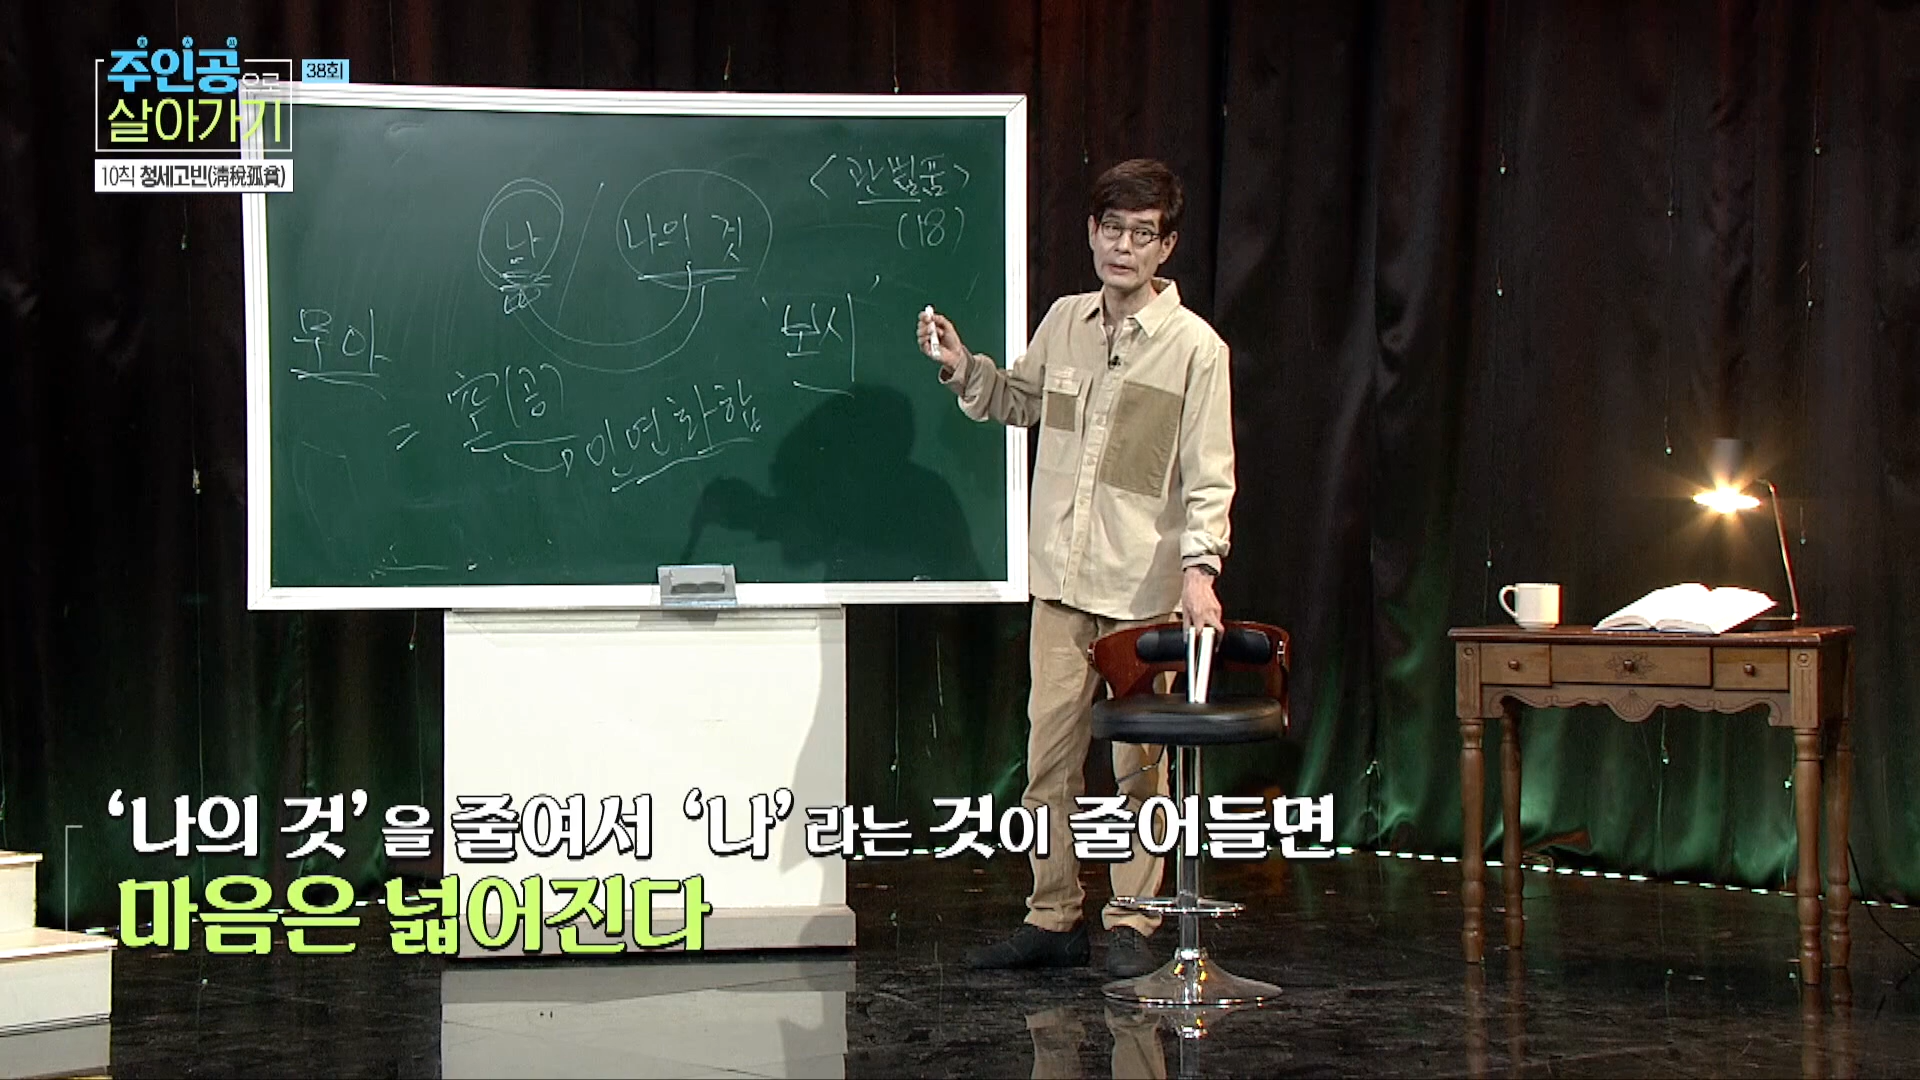 주인공으로
38회
살아가기
10칙 청세고빈(淸稅孤貧)
<관법품>
(18)
나 / 나의 것
'보시'
무아
= 空(공)
인연화합
'나의 것'을 줄여서 '나'라는 것이 줄어들면
마음은 넓어진다